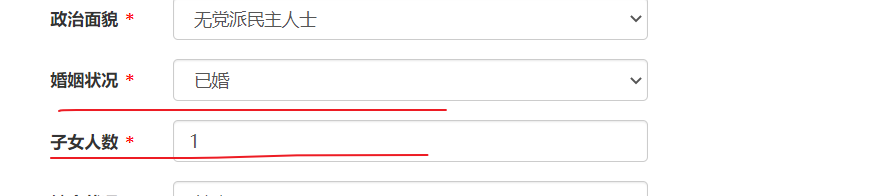 政治面貌 * 无党派民主人士
婚姻状况 * 已婚
子女人数 * 1